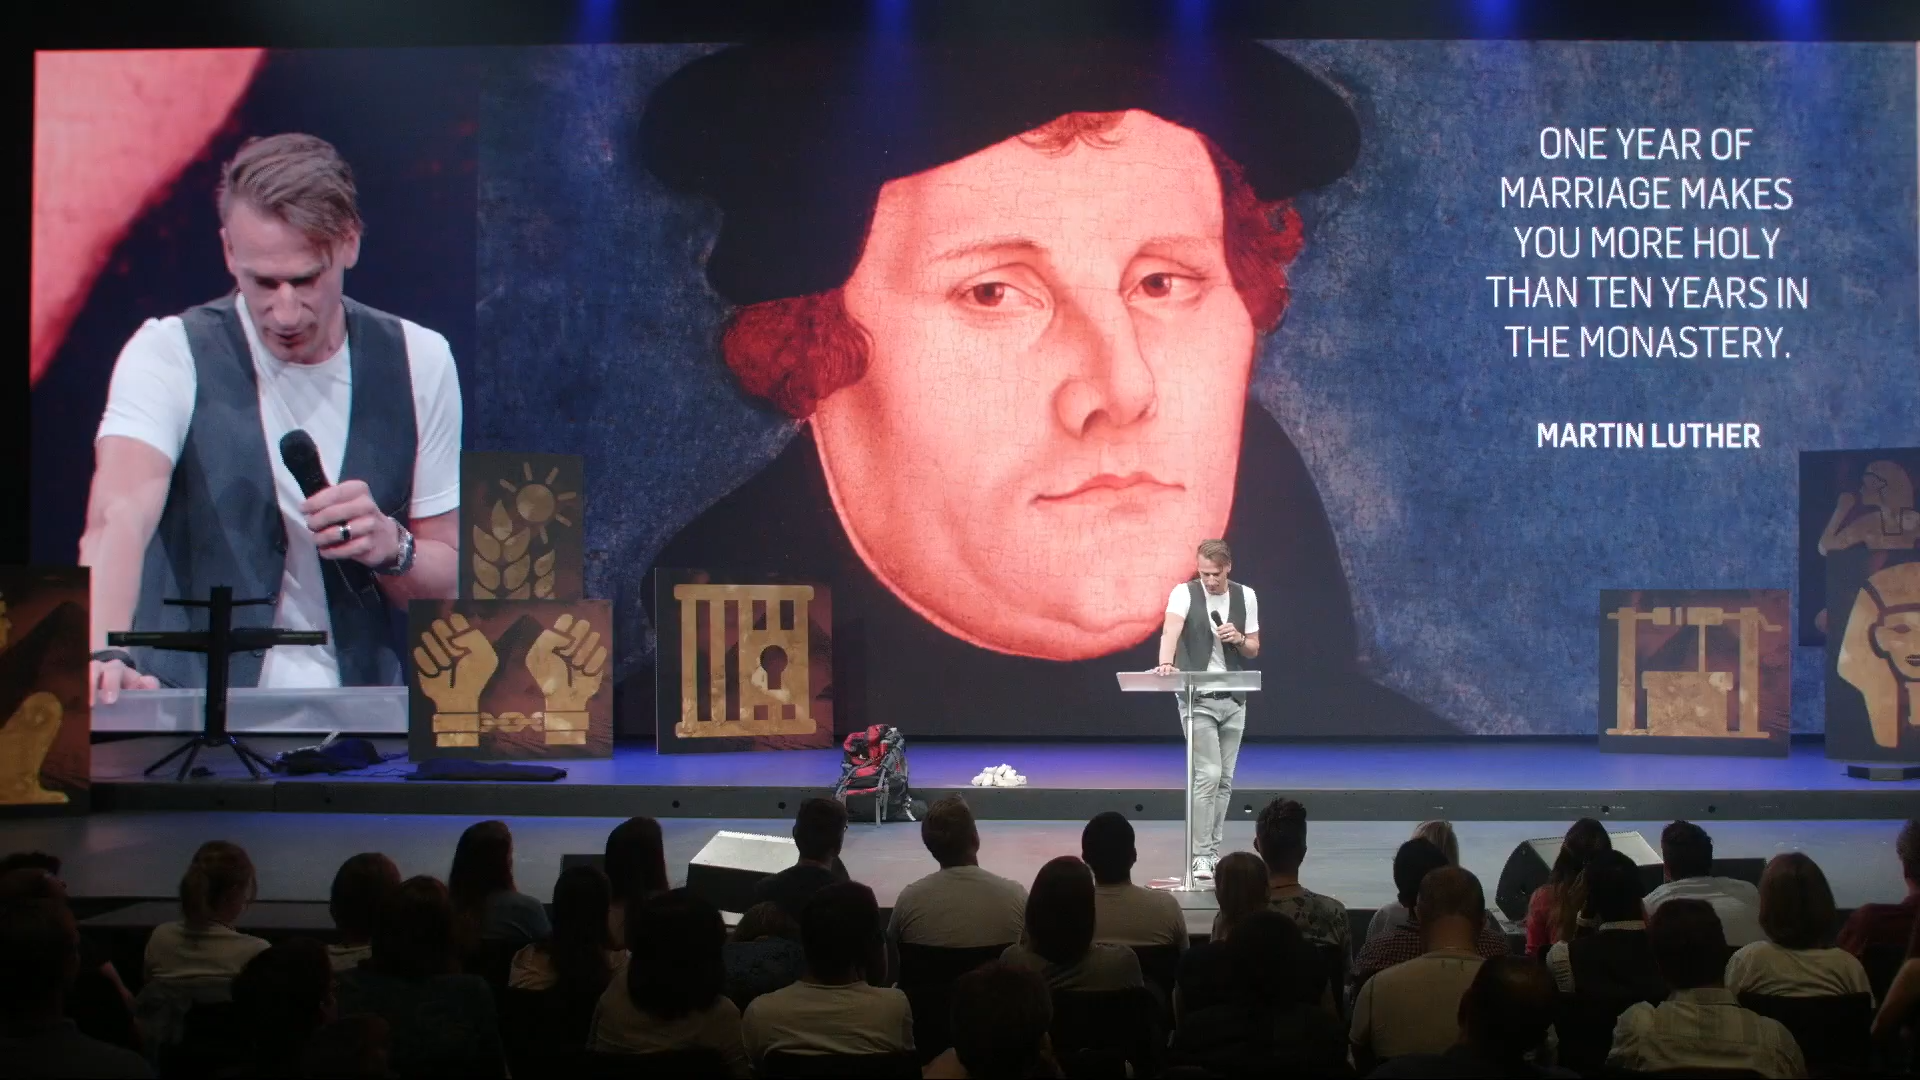 ONE YEAR OF
MARRIAGE MAKES
YOU MORE HOLY
THAN TEN YEARS IN
THE MONASTERY.
MARTIN LUTHER